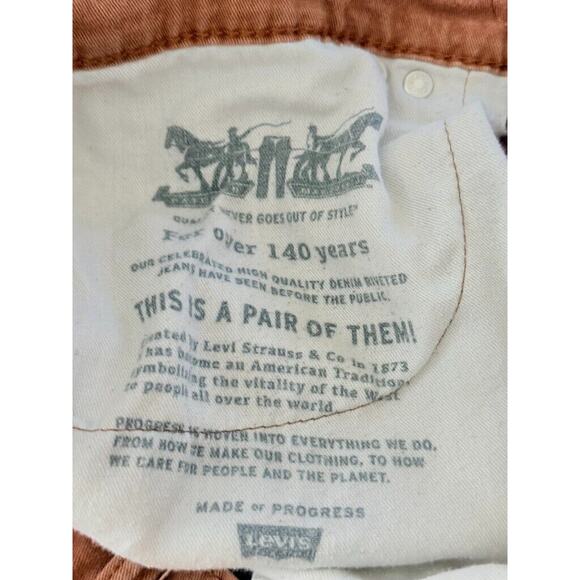 QUALITY NEVER GOES OUT OF STYLE™
For Over 140 years
OUR CELEBRATED HIGH QUALITY DENIM RIVETED
JEANS HAVE BEEN BEFORE THE PUBLIC.
THIS IS A PAIR OF THEM!
Created by Levi Strauss & Co in 1873
has become an American Tradition,
symbolizing the vitality of the West
to people all over the world
PROGRESS IS WOVEN INTO EVERYTHING WE DO,
FROM HOW WE MAKE OUR CLOTHING, TO HOW
WE CARE FOR PEOPLE AND THE PLANET.
MADE OF PROGRESS
LEVI'S